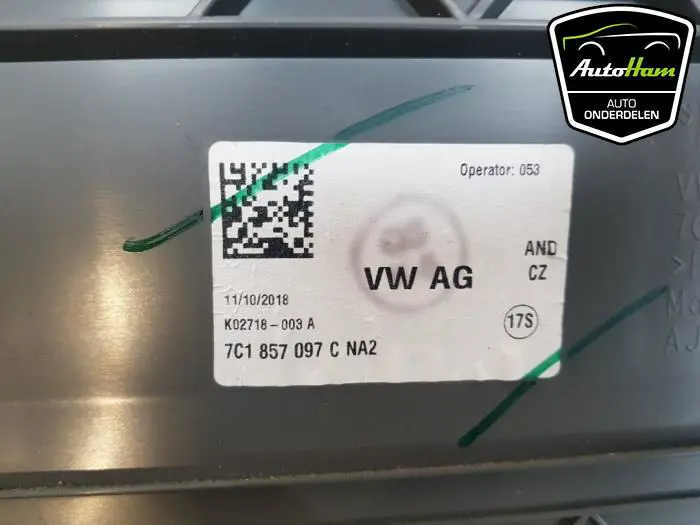 AutoHam
AUTO
ONDERDELEN
Operator: 053
VW AG
AND
CZ
11/10/2018
K02718-003 A
17S
7C1 857 097 C NA2